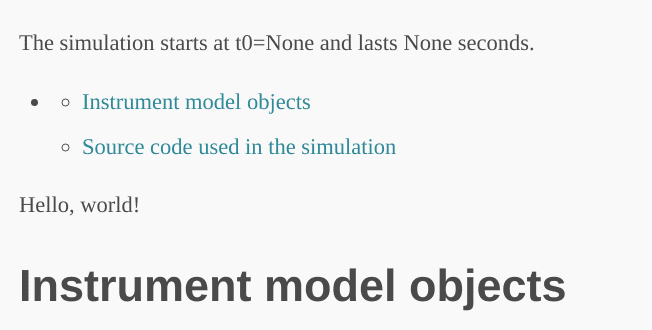 The simulation starts at t0=None and lasts None seconds.
Instrument model objects
Source code used in the simulation
Hello, world!
Instrument model objects